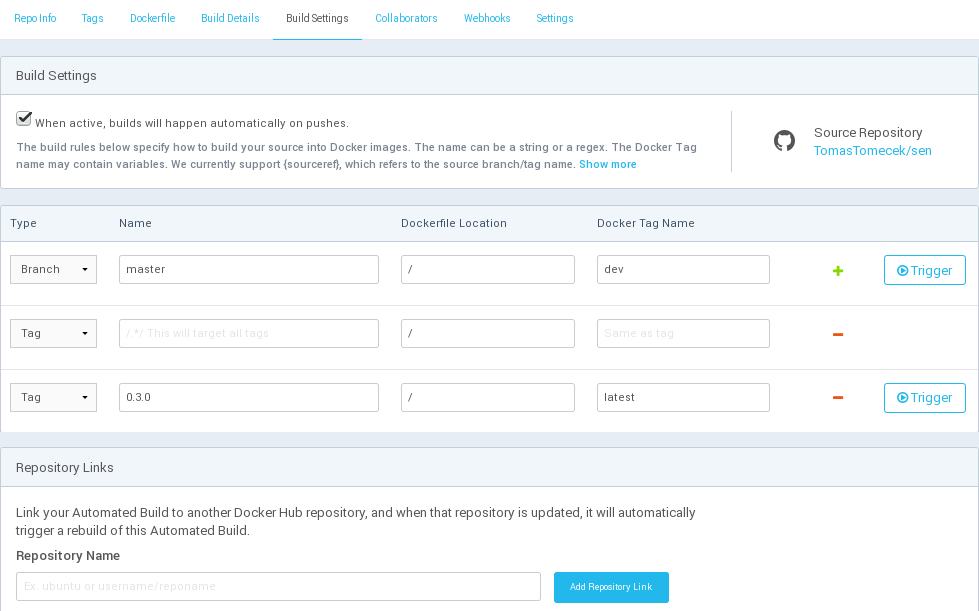 Repo Info Tags Dockerfile Build Details Build Settings Collaborators Webhooks Settings
Build Settings
When active, builds will happen automatically on pushes.
The build rules below specify how to build your source into Docker images. The name can be a string or a regex. The Docker Tag
name may contain variables. We currently support {sourceref}, which refers to the source branch/tag name. Show more
Source Repository
TomasTomecek/sen
Type Name Dockerfile Location Docker Tag Name
Branch master / dev Trigger
Tag /.*/ This will target all tags / Same as tag
Tag 0.3.0 / latest Trigger
Repository Links
Link your Automated Build to another Docker Hub repository, and when that repository is updated, it will automatically
trigger a rebuild of this Automated Build.
Repository Name
Ex. ubuntu or username/reponame Add Repository Link